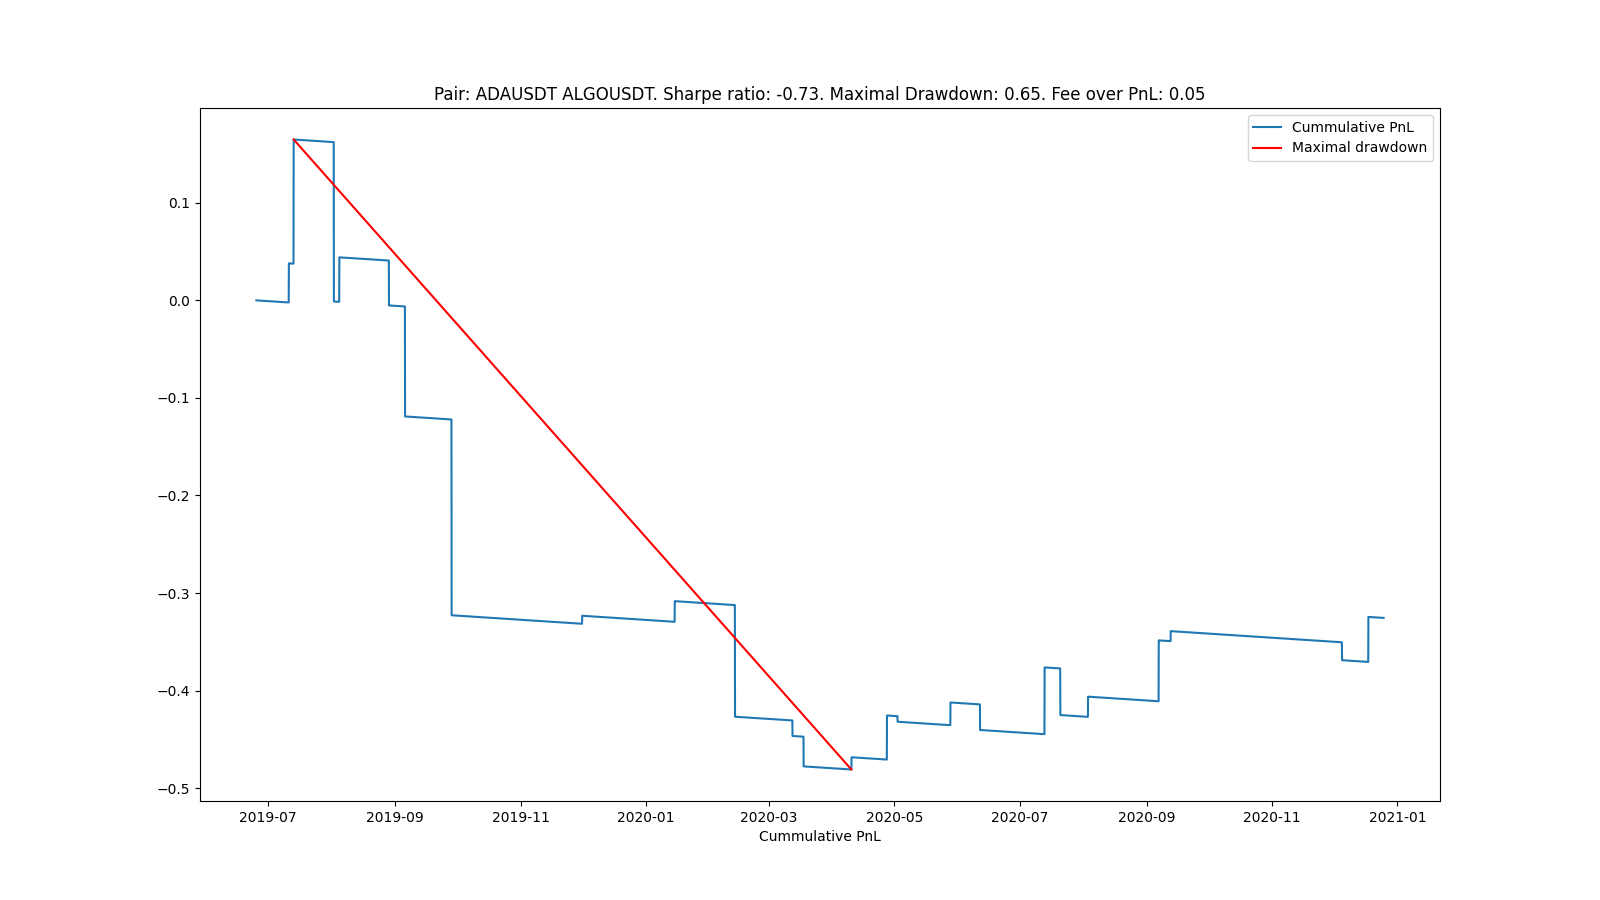 Pair: ADAUSDT ALGOUSDT. Sharpe ratio: -0.73. Maximal Drawdown: 0.65. Fee over PnL: 0.05
Cummulative PnL
Maximal drawdown
0.1
0.0
−0.1
−0.2
−0.3
−0.4
−0.5
2019-07 2019-09 2019-11 2020-01 2020-03 2020-05 2020-07 2020-09 2020-11 2021-01
Cummulative PnL